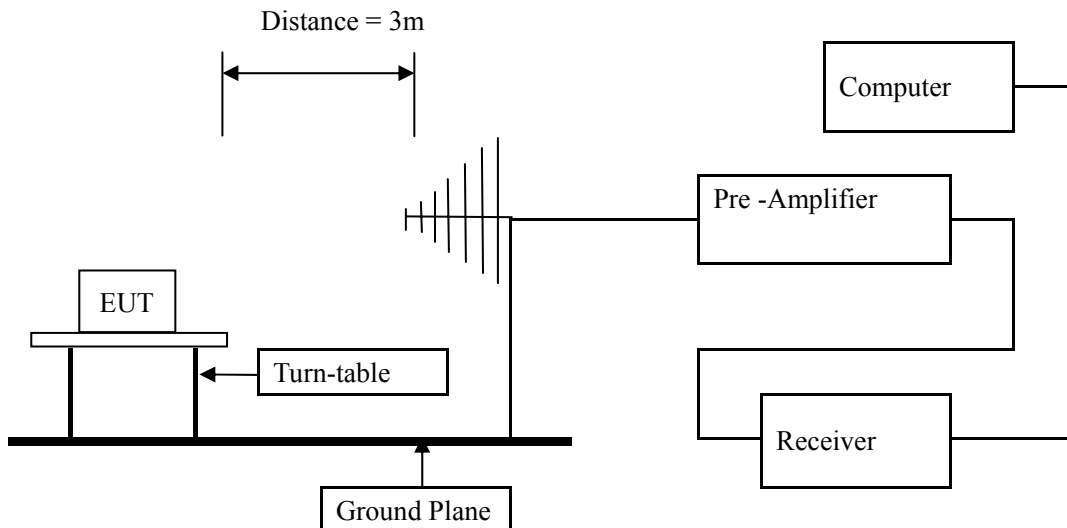 Distance = 3m
Computer
Pre -Amplifier
EUT
Turn-table
Receiver
Ground Plane